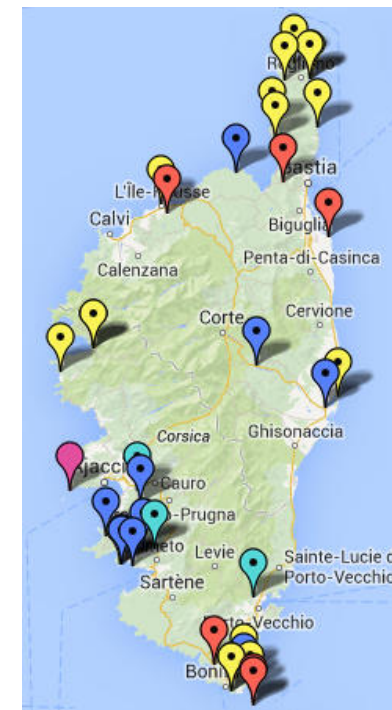 Bastia
L'Île-Rousse
Calvi
Biguglia
Calenzana
Penta-di-Casinca
Corte
Cervione
Corsica
Ghisonaccia
Cauro
Levie
Sainte-Lucie d
Porto-Vecchio
Sartène